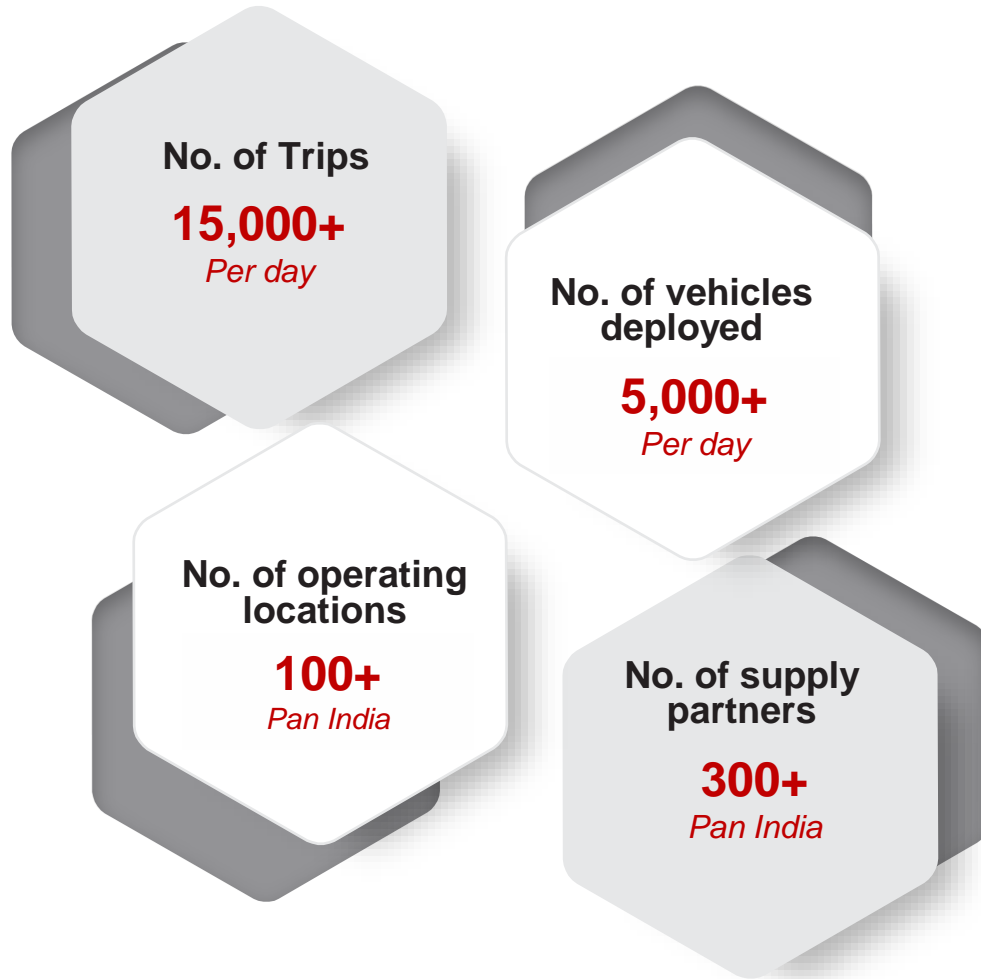 No. of Trips
15,000+
Per day
No. of vehicles
deployed
5,000+
Per day
No. of operating
locations
100+
Pan India
No. of supply
partners
300+
Pan India